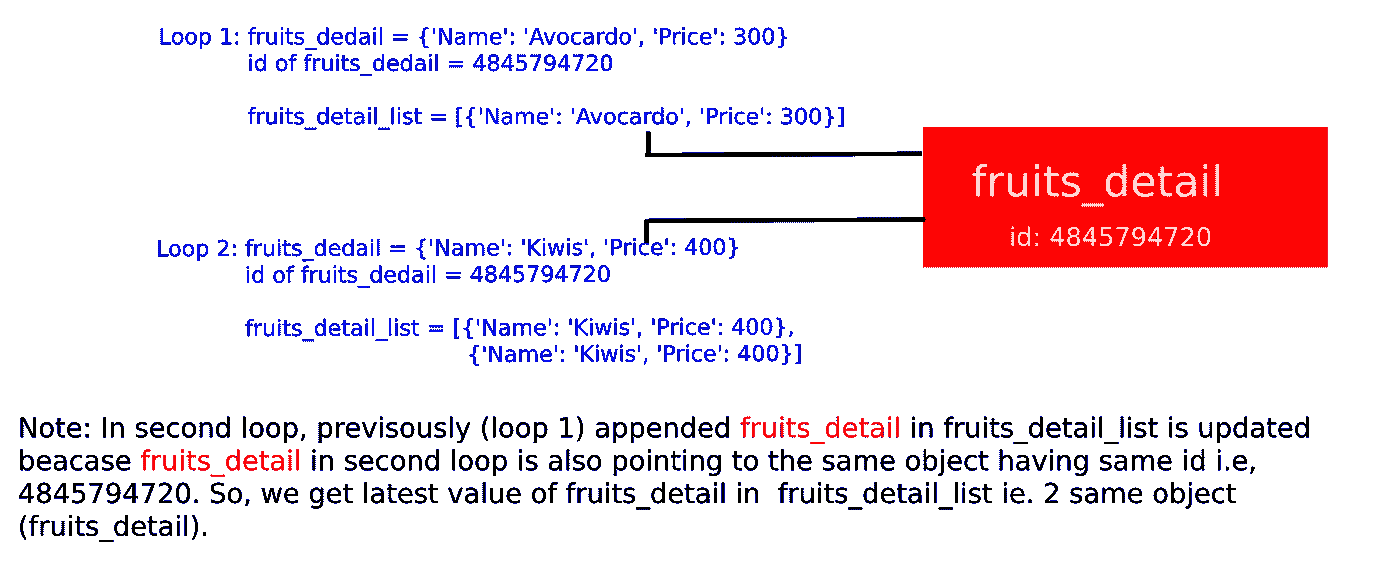 Loop 1: fruits_dedail = {'Name': 'Avocardo', 'Price': 300}
id of fruits_dedail = 4845794720
fruits_detail_list = [{'Name': 'Avocardo', 'Price': 300}]
fruits_detail
id: 4845794720
Loop 2: fruits_dedail = {'Name': 'Kiwis', 'Price': 400}
id of fruits_dedail = 4845794720
fruits_detail_list = [{'Name': 'Kiwis', 'Price': 400},
{'Name': 'Kiwis', 'Price': 400}]
Note: In second loop, prevısously (loop 1) appended fruits_detail in fruits_detail_list is updated
beacase fruits_detail in second loop is also pointing to the same object having same id i.e,
4845794720. So, we get latest value of fruits_detail in  fruits_detail_list ie. 2 same object
(fruits_detail).